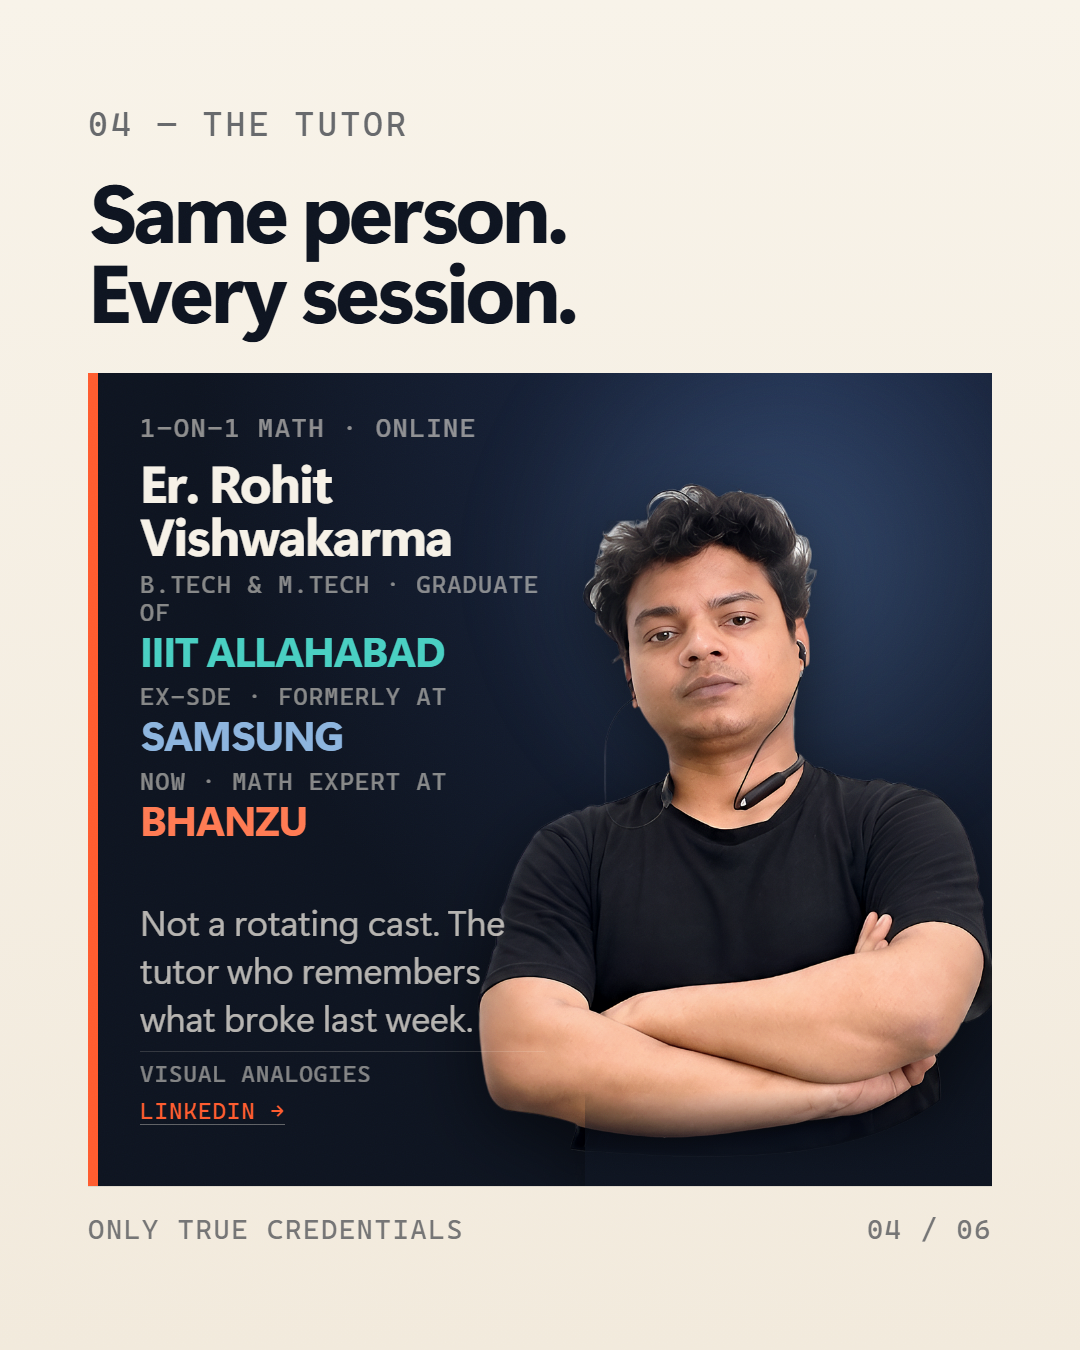 04 — THE TUTOR
Same person.
Every session.
1–ON–1 MATH · ONLINE
Er. Rohit
Vishwakarma
B.TECH & M.TECH · GRADUATE
OF
IIIT ALLAHABAD
EX–SDE · FORMERLY AT
SAMSUNG
NOW · MATH EXPERT AT
BHANZU
Not a rotating cast. The
tutor who remembers
what broke last week.
VISUAL ANALOGIES
LINKEDIN →
ONLY TRUE CREDENTIALS
04 / 06